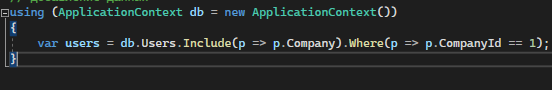 using (ApplicationContext db = new ApplicationContext())
{
var users = db.Users.Include(p => p.Company).Where(p => p.CompanyId == 1);
}